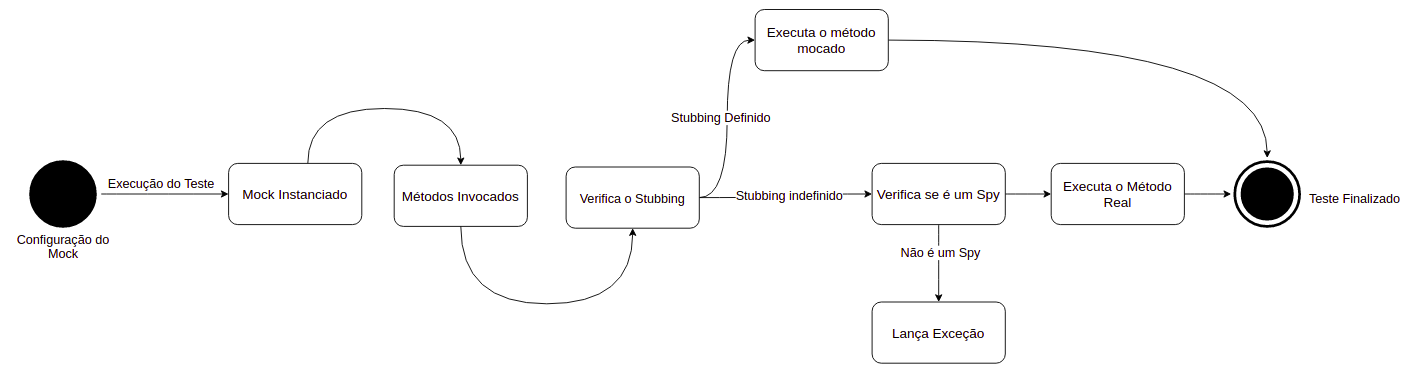 Configuração do
Mock
Execução do Teste
Mock Instanciado
Métodos Invocados
Verifica o Stubbing
Stubbing Definido
Executa o método
mocado
Stubbing indefinido
Verifica se é um Spy
Não é um Spy
Lança Exceção
Executa o Método
Real
Teste Finalizado